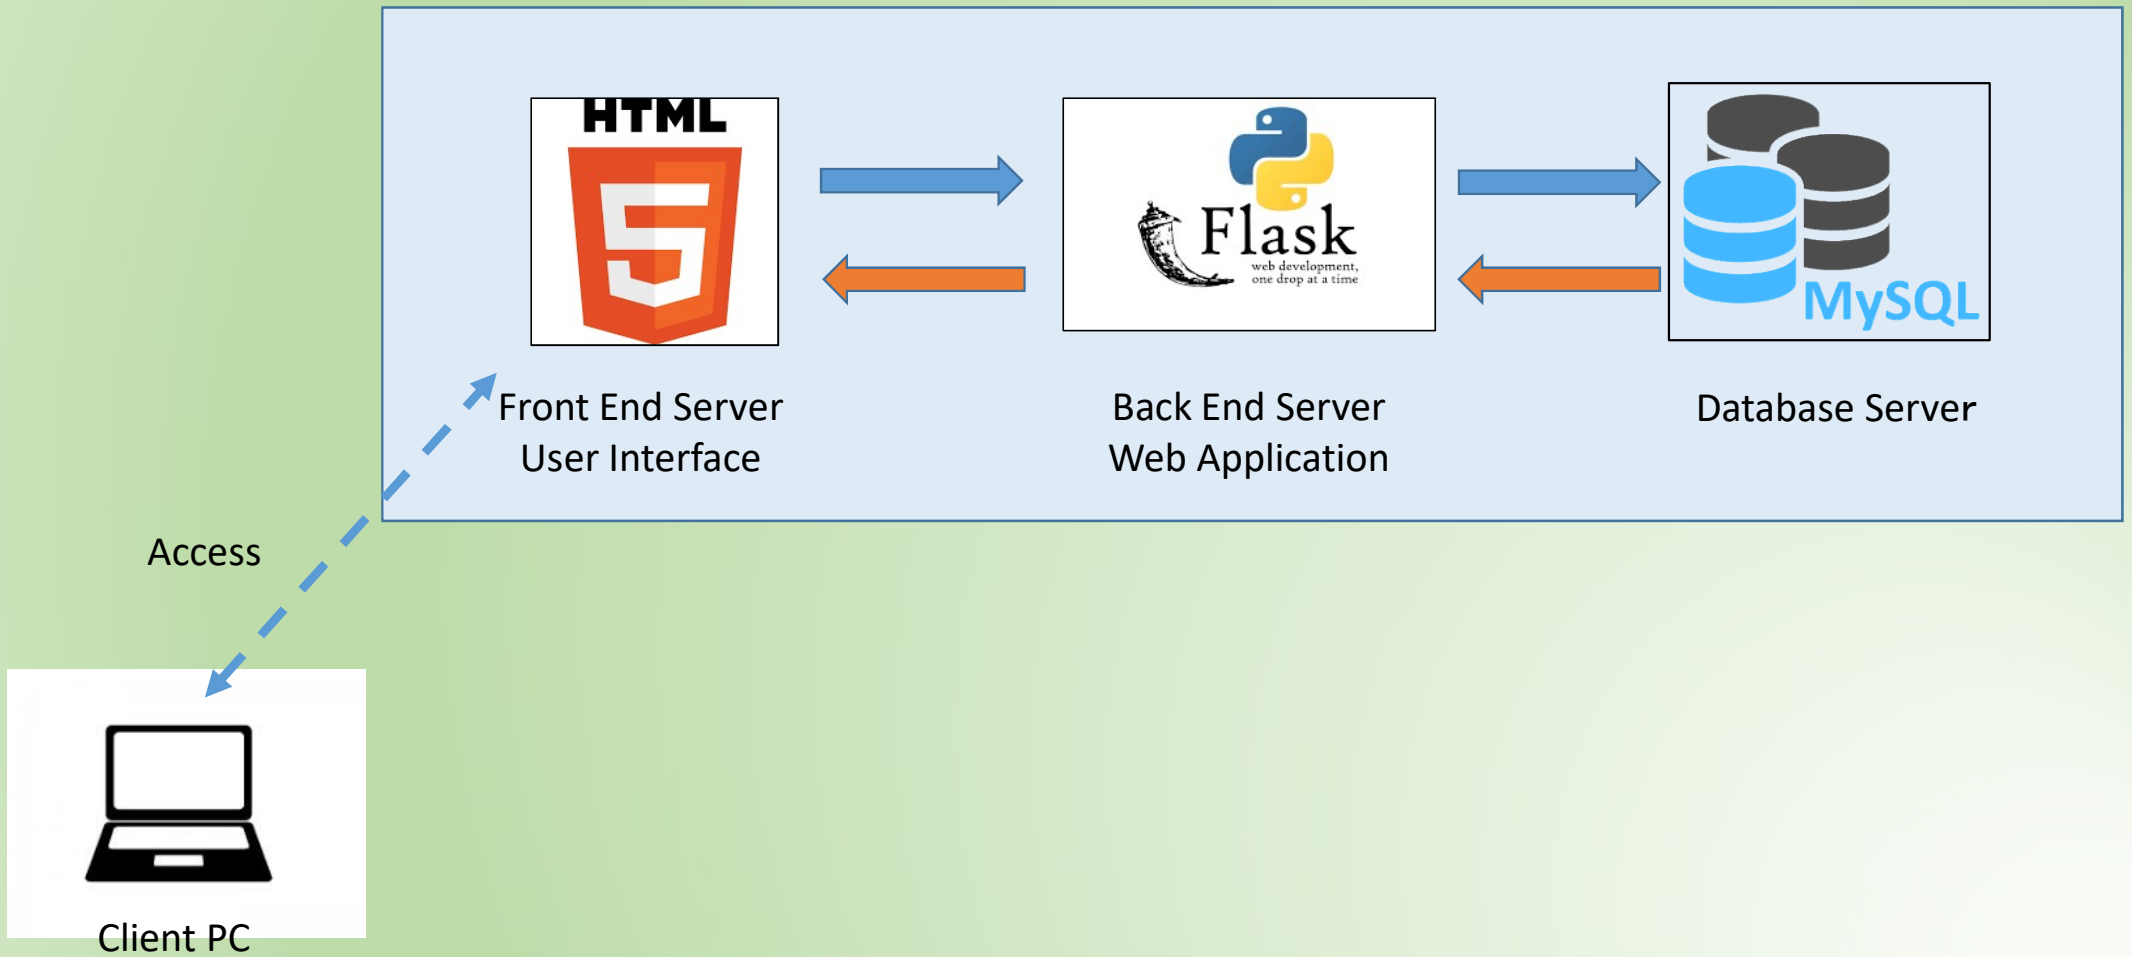 HTML
5
Flask
web development,
one drop at a time
MySQL
Front End Server
User Interface
Back End Server
Web Application
Database Server
Access
Client PC